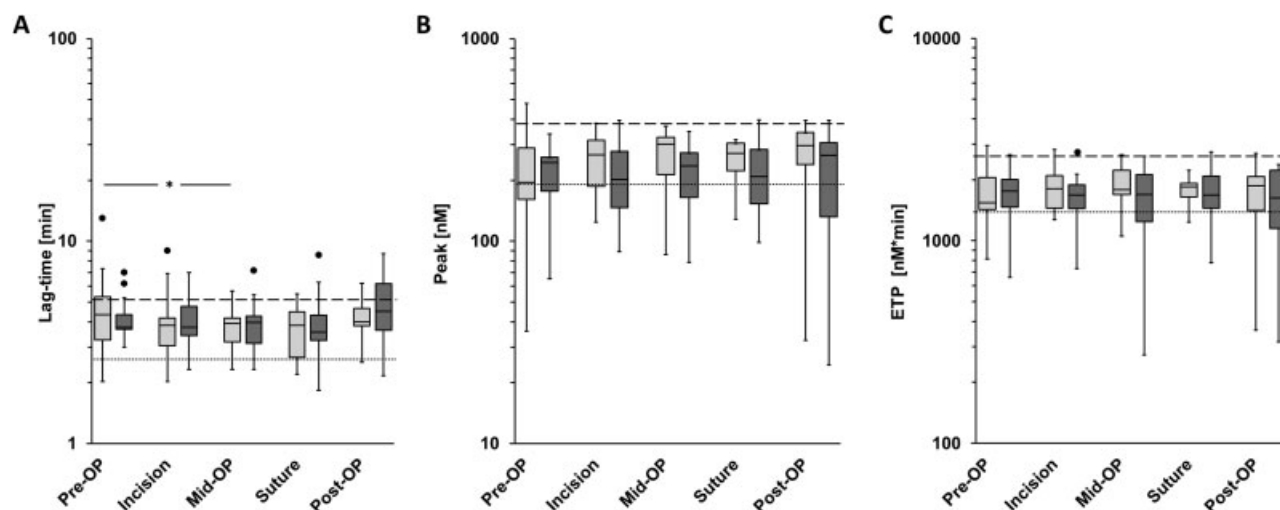 A
100
10
1
Lag-time [min]
*
Pre-OP
Incision
Mid-OP
Suture
Post-OP
B
1000
100
10
Peak [nM]
Pre-OP
Incision
Mid-OP
Suture
Post-OP
C
10000
1000
100
ETP [nM*min]
Pre-OP
Incision
Mid-OP
Suture
Post-OP